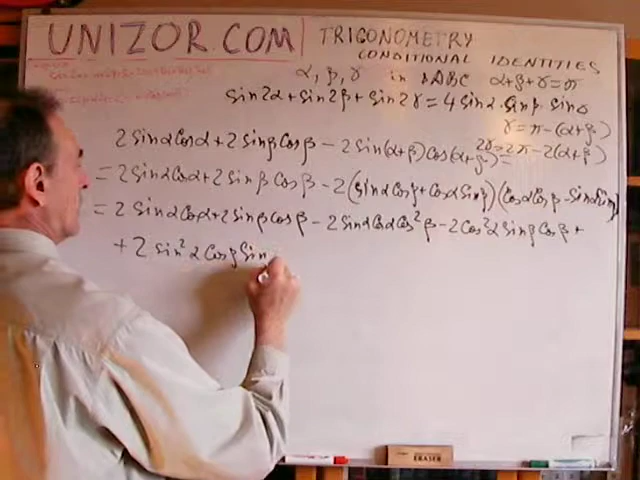 UNIZOR.COM
TRIGONOMETRY
CONDITIONAL IDENTITIES
α, β, γ in △ABC α+β+γ=π
sin2α+sin2β+sin2γ=4 sinα·sinβ·sinγ
γ=π-(α+β)
2γ=2π-2(α+β)
2 sinα cosα+2 sinβ cosβ - 2 sin(α+β) cos(α+β)=
= 2 sinα cosα+2 sinβ cosβ - 2(sinα cosβ+cosα sinβ)(cosα cosβ - sinα sinβ)
= 2 sinα cosα+2 sinβ cosβ - 2 sinα cosα cos²β - 2 cos²α sinβ cosβ +
+ 2 sin²α cosβ sin
ERASER